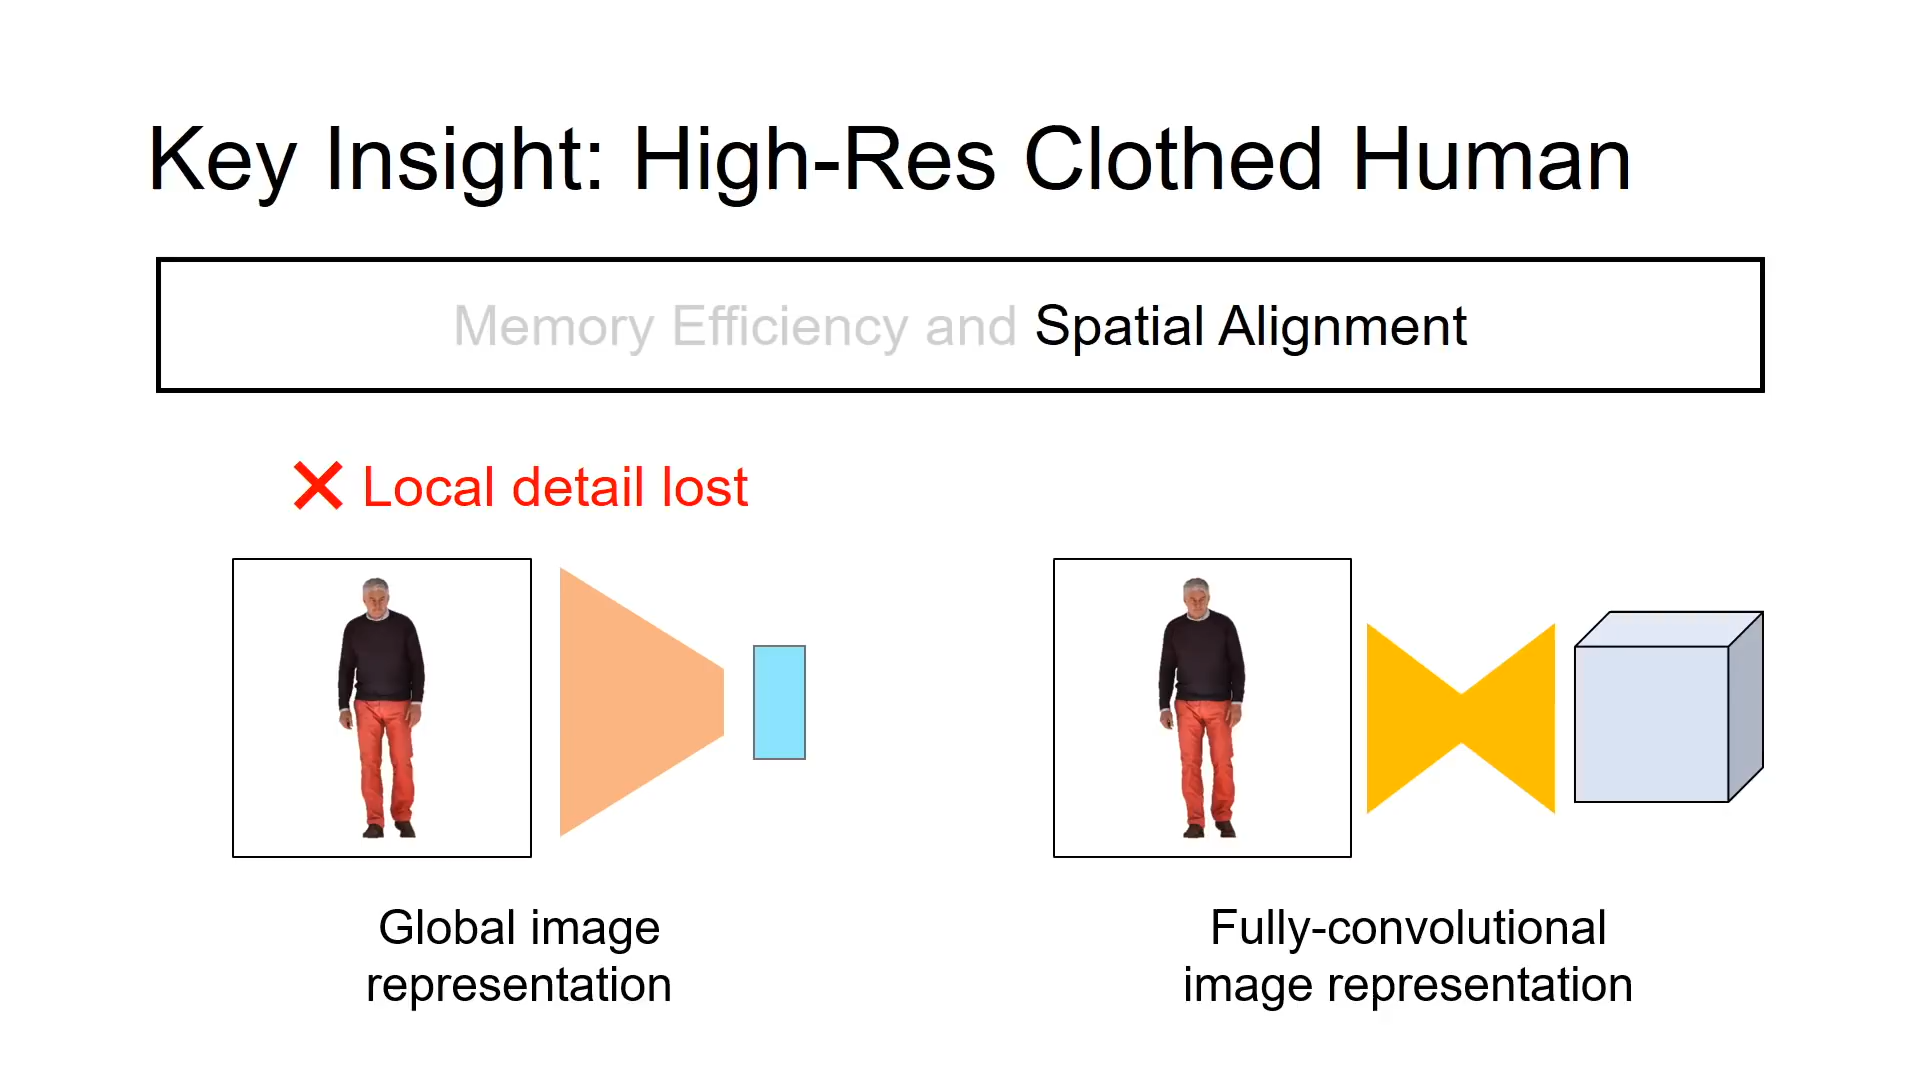 Key Insight: High-Res Clothed Human
Memory Efficiency and Spatial Alignment
Local detail lost
Global image
representation
Fully-convolutional
image representation